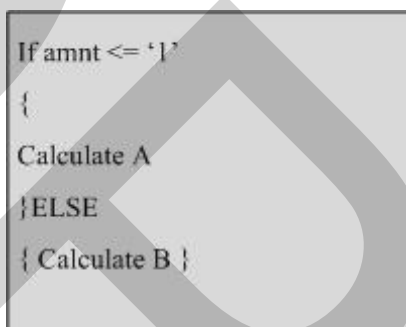 If amnt <= ‘1’
{
Calculate A
}ELSE
{ Calculate B }